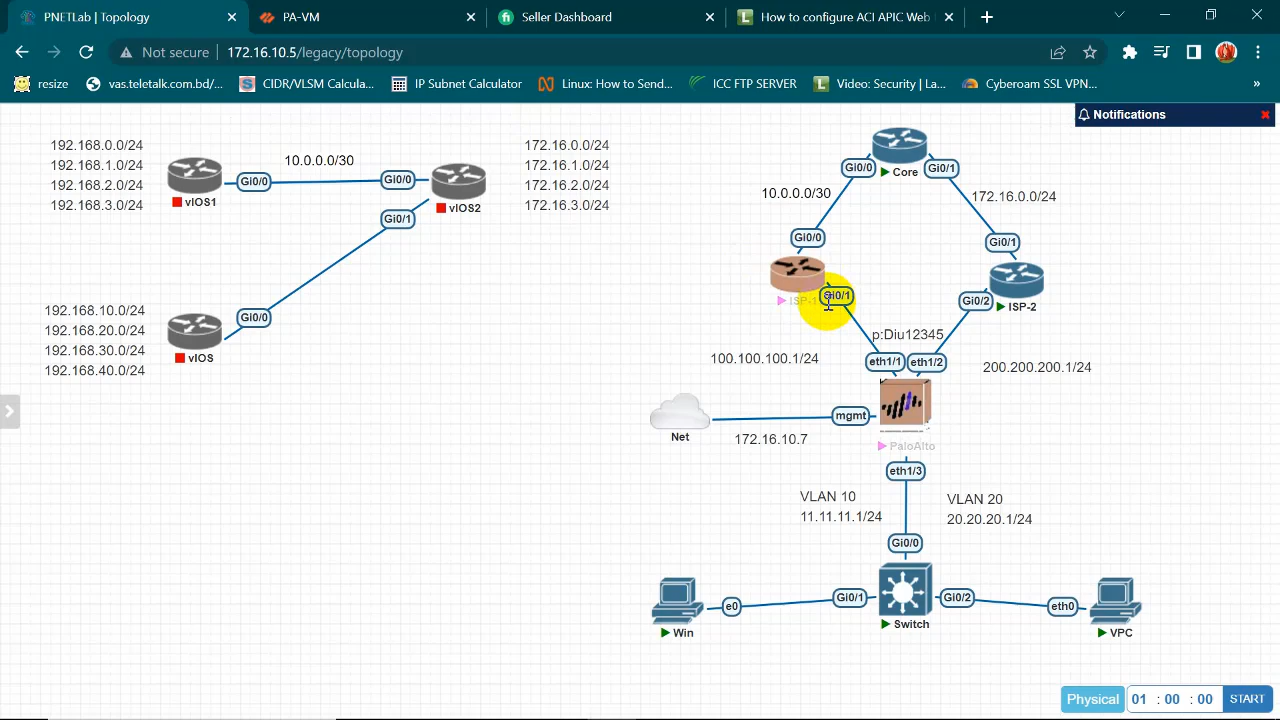 PNETLab | Topology
PA-VM
Seller Dashboard
How to configure ACI APIC Web
Not secure
172.16.10.5/legacy/topology
resize
vas.teletalk.com.bd/...
CIDR/VLSM Calcula...
IP Subnet Calculator
Linux: How to Send...
ICC FTP SERVER
Video: Security | La...
Cyberoam SSL VPN...
»
Notifications
192.168.0.0/24
192.168.1.0/24
192.168.2.0/24
192.168.3.0/24
vIOS1
Gi0/0
10.0.0.0/30
Gi0/0
Gi0/1
vIOS2
172.16.0.0/24
172.16.1.0/24
172.16.2.0/24
172.16.3.0/24
192.168.10.0/24
192.168.20.0/24
192.168.30.0/24
192.168.40.0/24
Gi0/0
vIOS
Gi0/0
Core
Gi0/1
10.0.0.0/30
172.16.0.0/24
Gi0/0
Gi0/1
Gi0/1
Gi0/2
ISP-2
p:Diu12345
100.100.100.1/24
eth1/1
eth1/2
200.200.200.1/24
Net
mgmt
172.16.10.7
PaloAlto
eth1/3
VLAN 10
11.11.11.1/24
VLAN 20
20.20.20.1/24
Gi0/0
Win
e0
Gi0/1
Switch
Gi0/2
eth0
VPC
Physical
01 : 00 : 00
START